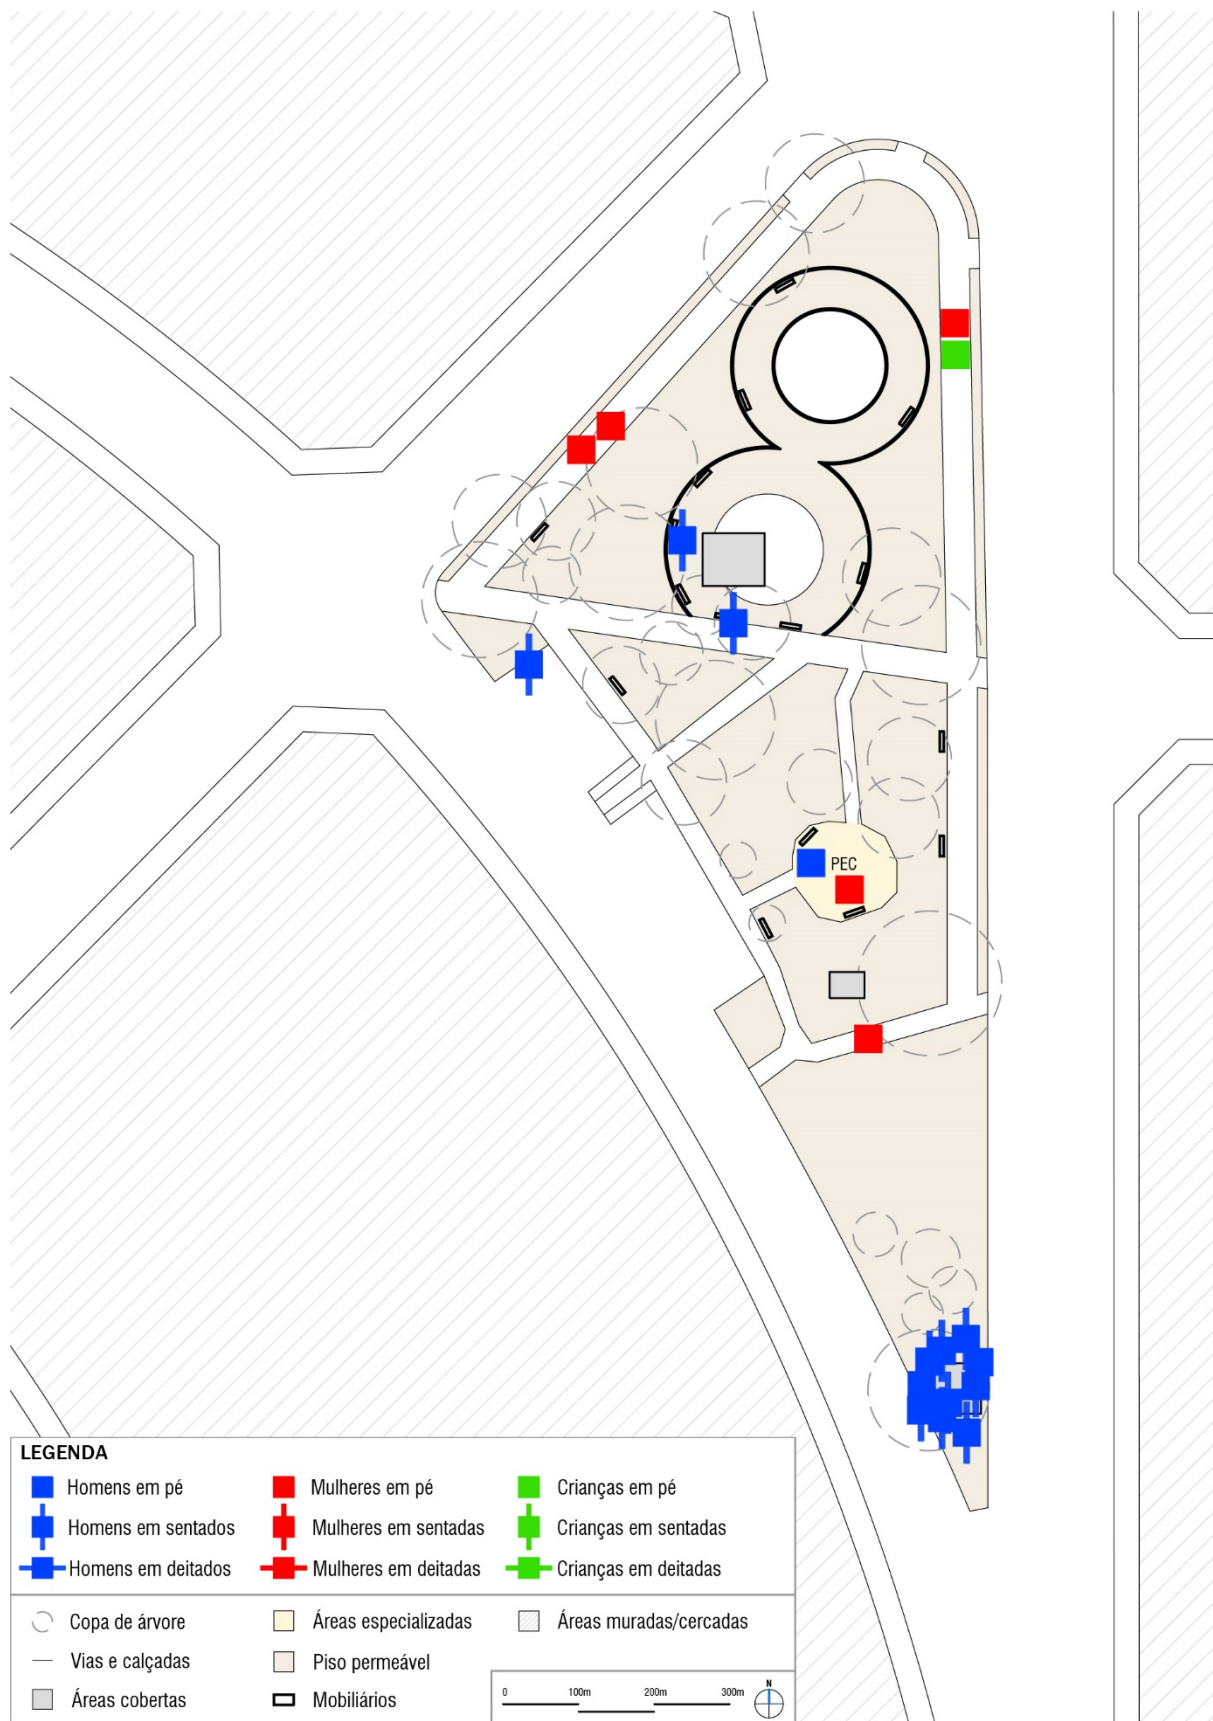 PEC
LEGENDA
Homens em pé Mulheres em pé Crianças em pé
Homens em sentados Mulheres em sentadas Crianças em sentadas
Homens em deitados Mulheres em deitadas Crianças em deitadas
Copa de árvore Áreas especializadas Áreas muradas/cercadas
Vias e calçadas Piso permeável
Áreas cobertas Mobiliários
0 100m 200m 300m N